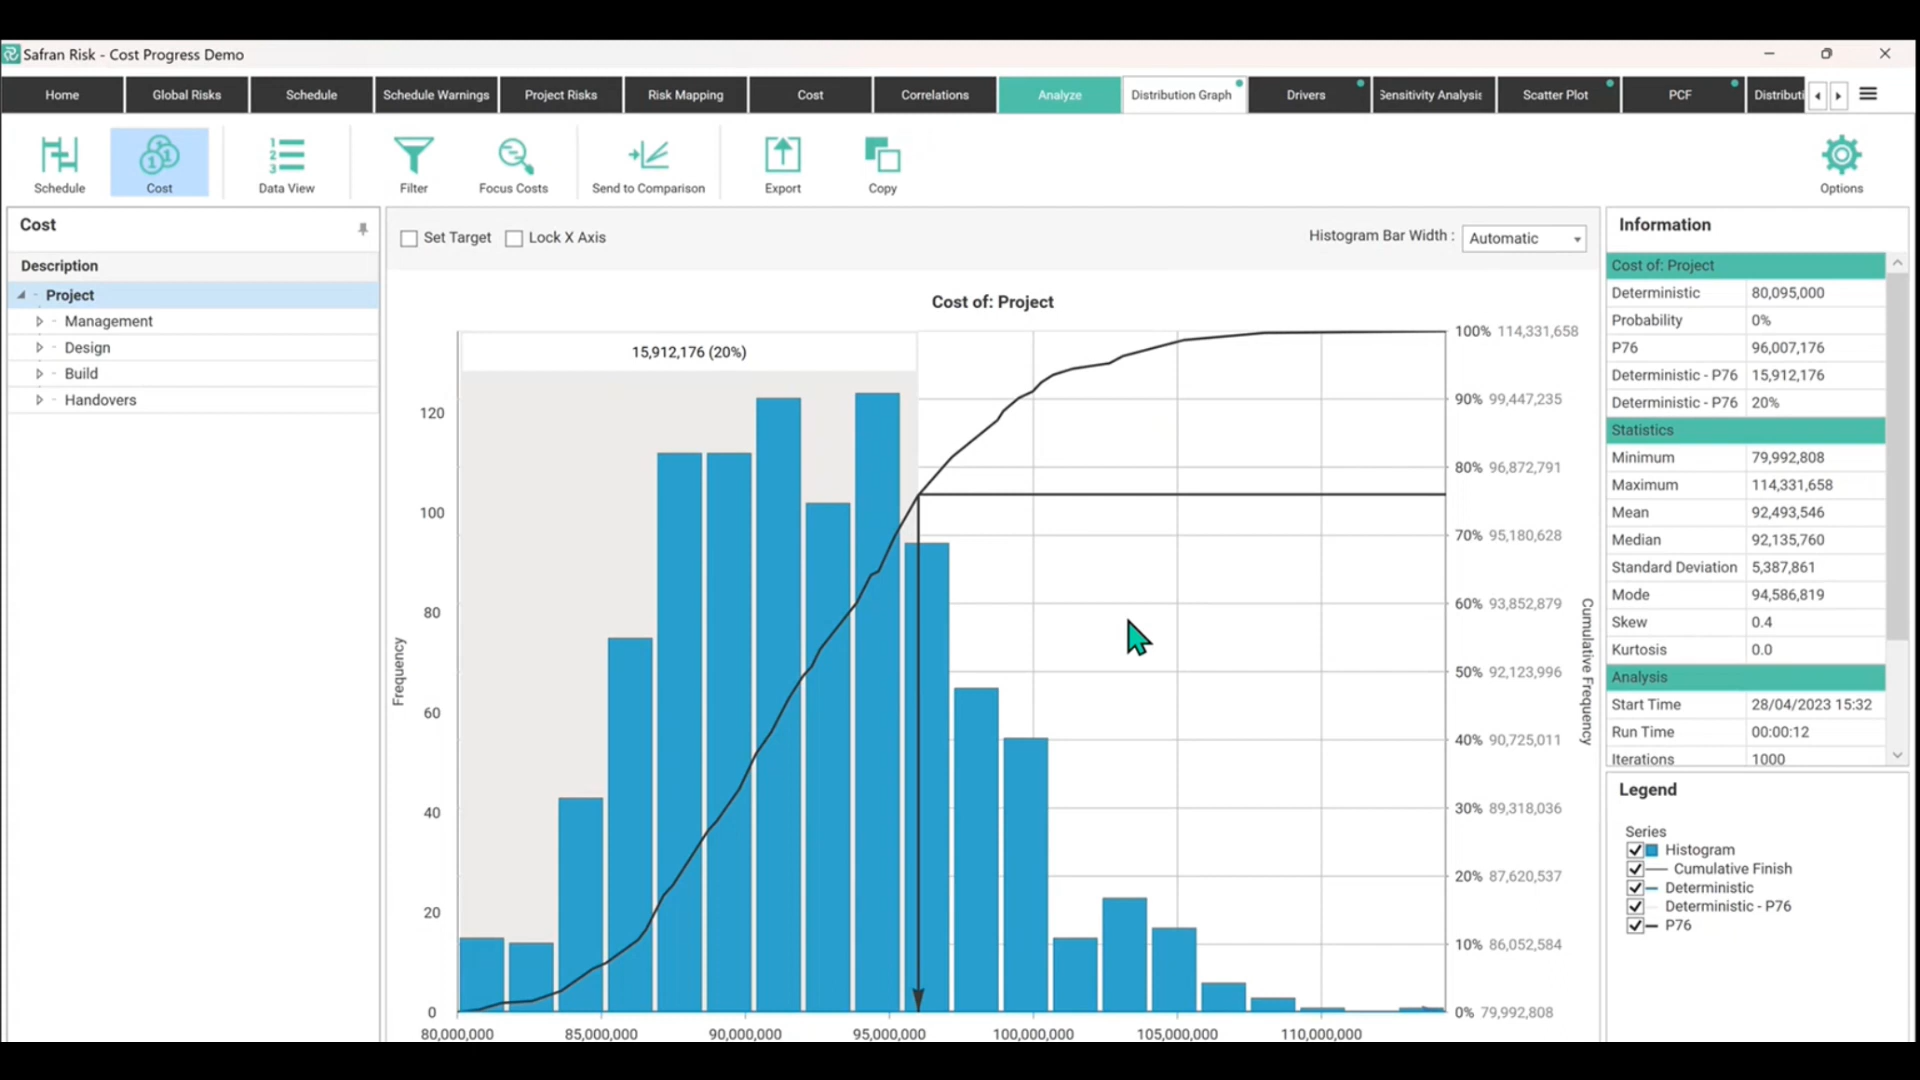 Safran Risk - Cost Progress Demo
Home Global Risks Schedule Schedule Warnings Project Risks Risk Mapping Cost Correlations Analyze Distribution Graph Drivers Sensitivity Analysis Scatter Plot PCF Distributi
Schedule Cost Data View Filter Focus Costs Send to Comparison Export Copy Options
Cost
Description
Project
Management
Design
Build
Handovers
Set Target Lock X Axis Histogram Bar Width : Automatic
Cost of: Project
15,912,176 (20%)
Frequency
120
100
80
60
40
20
0
80,000,000 85,000,000 90,000,000 95,000,000 100,000,000 105,000,000 110,000,000
100% 114,331,658
90% 99,447,235
80% 96,872,791
70% 95,180,628
60% 93,852,879
50% 92,123,996
40% 90,725,011
30% 89,318,036
20% 87,620,537
10% 86,052,584
0% 79,992,808
Cumulative Frequency
Information
Cost of: Project
Deterministic 80,095,000
Probability 0%
P76 96,007,176
Deterministic - P76 15,912,176
Deterministic - P76 20%
Statistics
Minimum 79,992,808
Maximum 114,331,658
Mean 92,493,546
Median 92,135,760
Standard Deviation 5,387,861
Mode 94,586,819
Skew 0.4
Kurtosis 0.0
Analysis
Start Time 28/04/2023 15:32
Run Time 00:00:12
Iterations 1000
Legend
Series
Histogram
Cumulative Finish
Deterministic
Deterministic - P76
P76